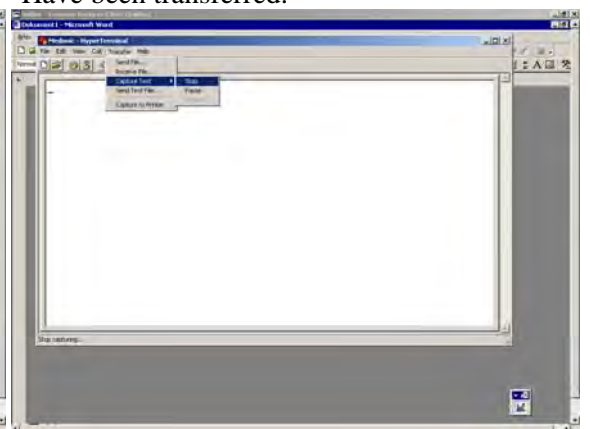 Have been transferred.
Dokument1 - Microsoft Word
Medonic - HyperTerminal
File Edit View Call Transfer Help
Send File...
Receive File...
Capture Text
Stop
Send Text File...
Pause
Capture to Printer
Stop capturing...